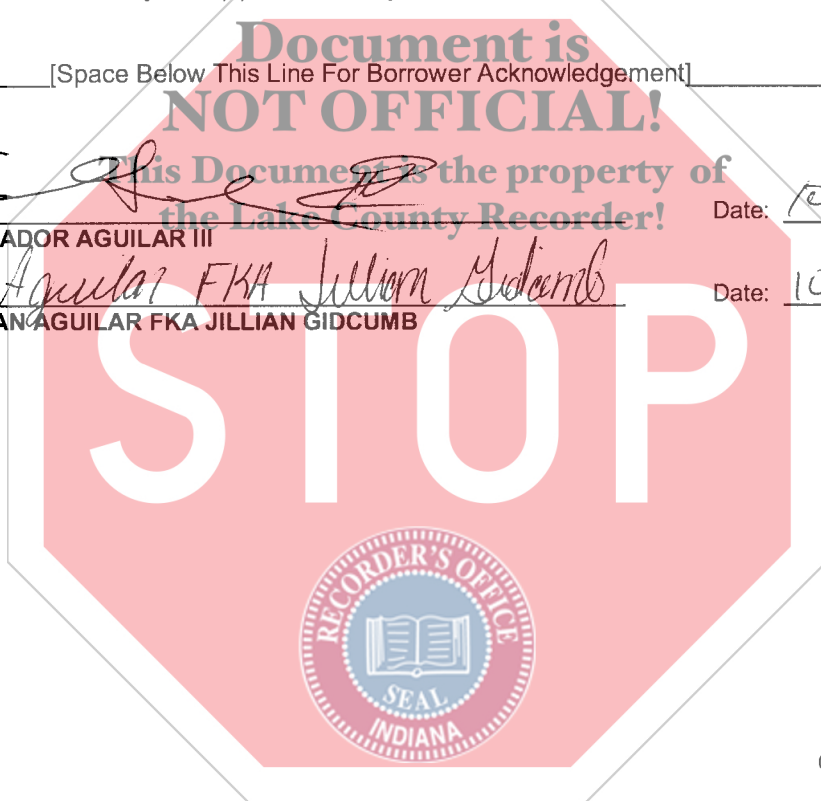 Document is
[Space Below This Line For Borrower Acknowledgement]
NOT OFFICIAL!
This Document is the property of
the Lake County Recorder!
Date:
ADOR AGUILAR III
Aguilar FKA Jillian Gidcumb
Date: 10
AN AGUILAR FKA JILLIAN GIDCUMB
STOP
RECORDER'S OFFICE
SEAL
INDIANA